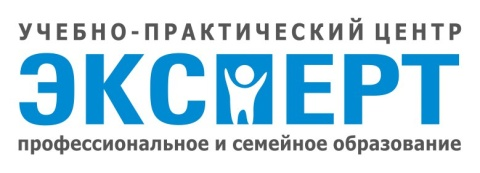 УЧЕБНО-ПРАКТИЧЕСКИЙ ЦЕНТР
ЭКСПЕРТ
профессиональное и семейное образование